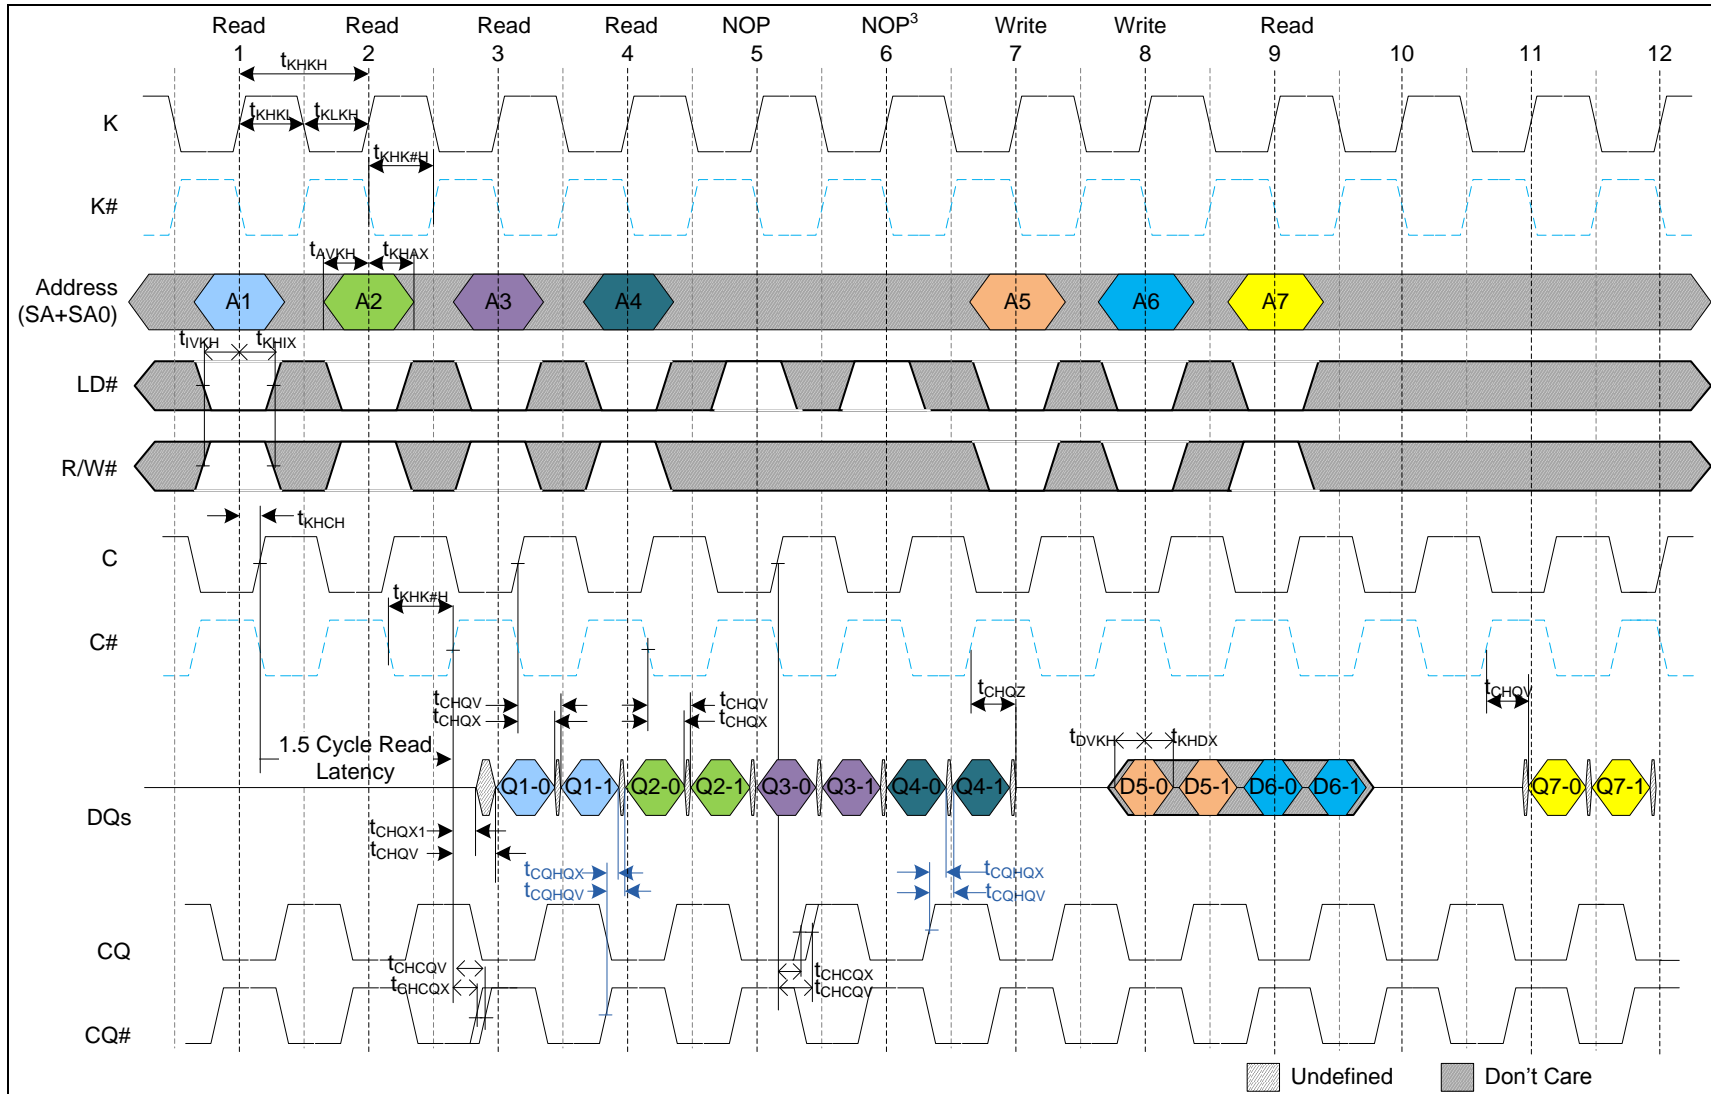 Read Read Read Read NOP NOP³ Write Write Read
1 2 3 4 5 6 7 8 9 10 11 12
tKHKH
K
tKHKL tKLKH
tKHK#H
K#
tAVKH tKHAX
Address
(SA+SA0)
A1 A2 A3 A4 A5 A6 A7
tIVKH tKHIX
LD#
R/W#
tKHCH
C
tKHK#H
C#
tCHQV tCHQV tCHQZ tCHQV
tCHQX tCHQX
1.5 Cycle Read
Latency
tDVKH tKHDX
DQs
Q1-0 Q1-1 Q2-0 Q2-1 Q3-0 Q3-1 Q4-0 Q4-1 D5-0 D5-1 D6-0 D6-1 Q7-0 Q7-1
tCHQX1
tCHQV
tCQHQX tCQHQX
tCQHQV tCQHQV
CQ
tCHCQV tCHCQX
tCHCQX tCHCQV
CQ#
Undefined Don't Care